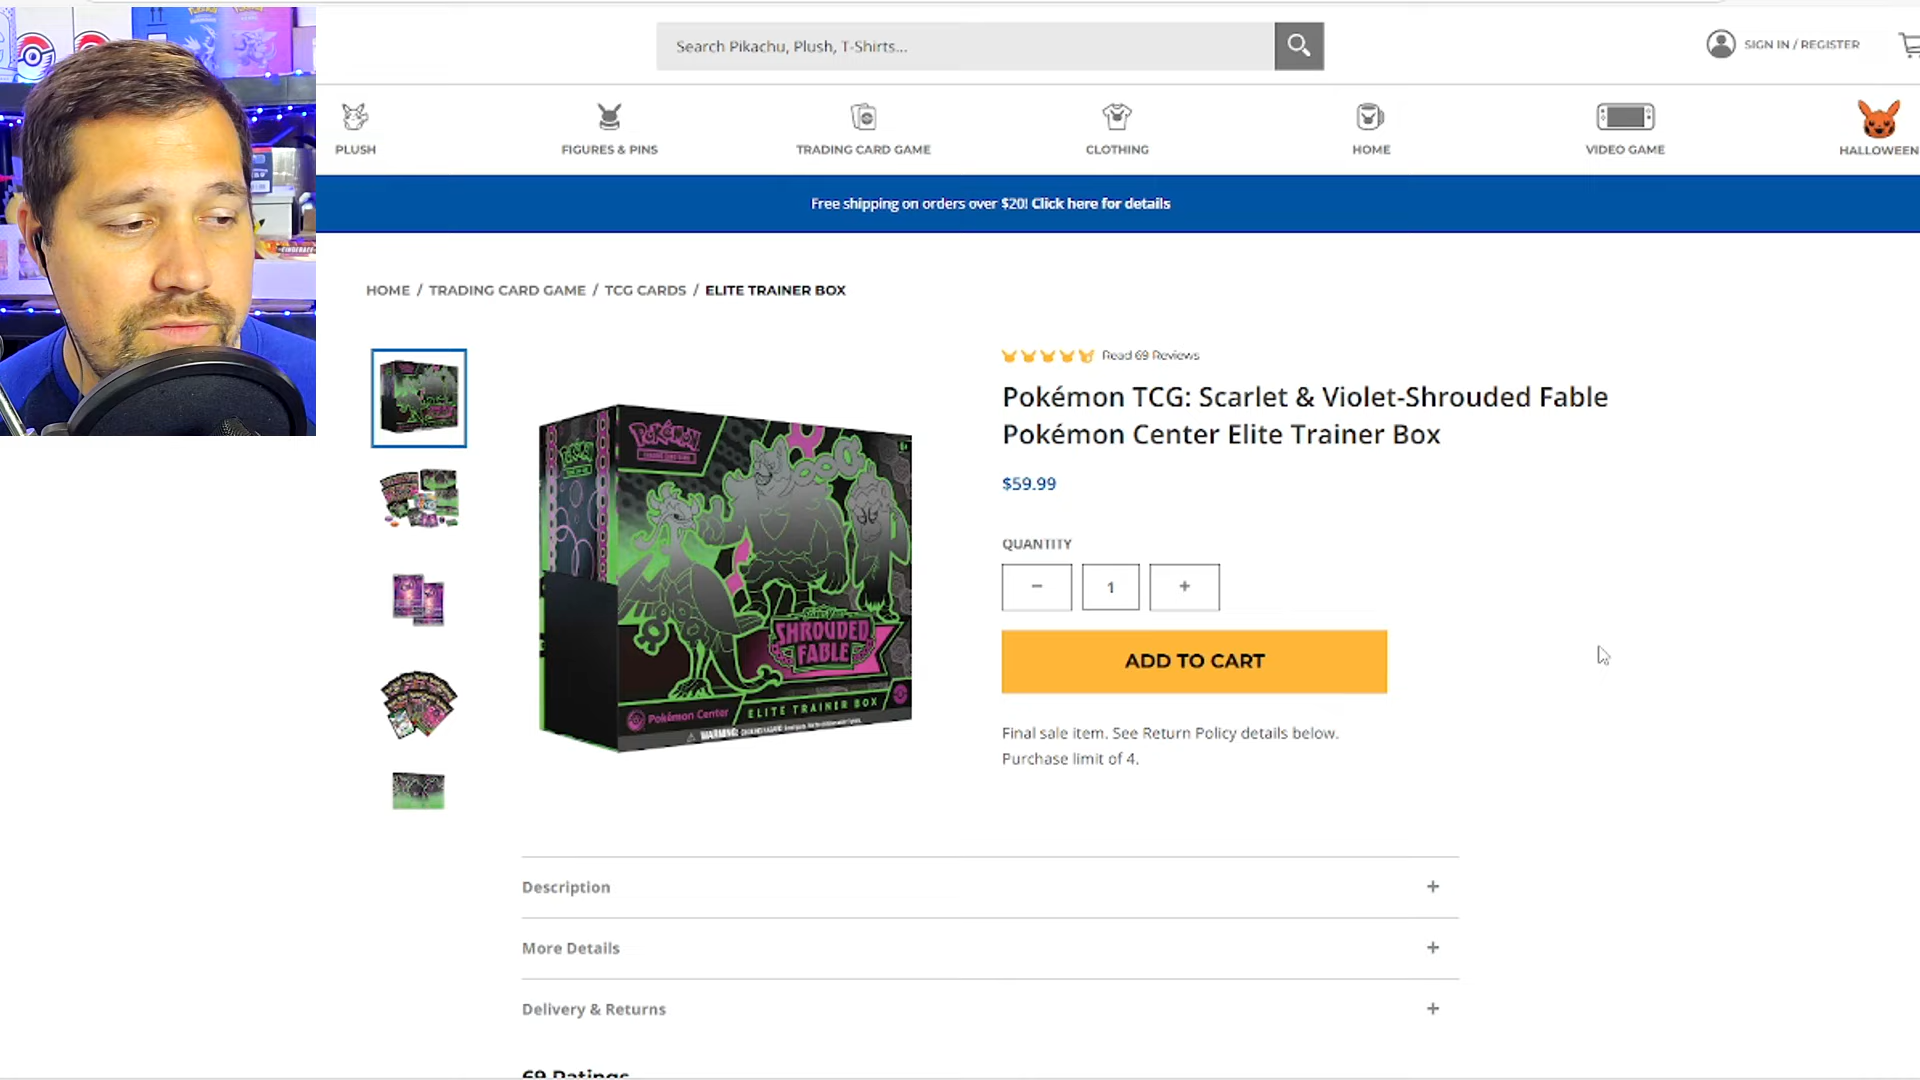 Search Pikachu, Plush, T-Shirts...
SIGN IN / REGISTER
PLUSH
FIGURES & PINS
TRADING CARD GAME
CLOTHING
HOME
VIDEO GAME
HALLOWEEN
Free shipping on orders over $20! Click here for details
HOME / TRADING CARD GAME / TCG CARDS / ELITE TRAINER BOX
Read 69 Reviews
Pokémon TCG: Scarlet & Violet-Shrouded Fable
Pokémon Center Elite Trainer Box
$59.99
QUANTITY
− 1 +
ADD TO CART
Final sale item. See Return Policy details below.
Purchase limit of 4.
POKéMON
SHROUDED
FABLE
Pokémon Center
ELITE TRAINER BOX
WARNING:
Description +
More Details +
Delivery & Returns +
69 Ratings